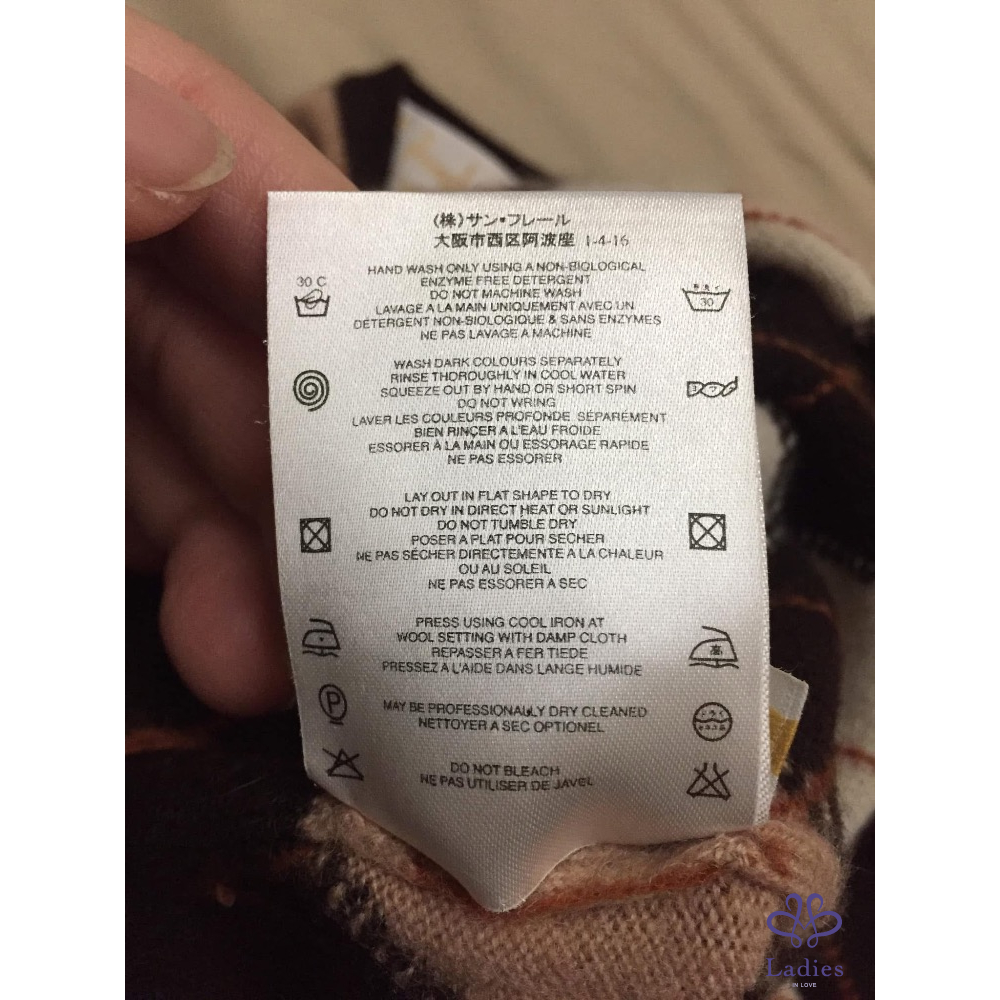 (株)サン・フレール
大阪市西区阿波座 1-4-16
30 C
HAND WASH ONLY USING A NON-BIOLOGICAL
ENZYME FREE DETERGENT
DO NOT MACHINE WASH
LAVAGE A LA MAIN UNIQUEMENT AVEC UN
DETERGENT NON-BIOLOGIQUE & SANS ENZYMES
NE PAS LAVAGE A MACHINE
30
WASH DARK COLOURS SEPARATELY
RINSE THOROUGHLY IN COOL WATER
SQUEEZE OUT BY HAND OR SHORT SPIN
DO NOT WRING
LAVER LES COULEURS PROFONDE SÉPARÉMENT
BIEN RINÇER A L'EAU FROIDE
ESSORER À LA MAIN OU ESSORAGE RAPIDE
NE PAS ESSORER
LAY OUT IN FLAT SHAPE TO DRY
DO NOT DRY IN DIRECT HEAT OR SUNLIGHT
DO NOT TUMBLE DRY
POSER A PLAT POUR SÉCHER
NE PAS SÉCHER DIRECTEMENTE A LA CHALEUR
OU AU SOLEIL
NE PAS ESSORER A SEC
PRESS USING COOL IRON AT
WOOL SETTING WITH DAMP CLOTH
REPASSER A FER TIEDE
PRESSEZ A L'AIDE DANS LANGE HUMIDE
高
P
MAY BE PROFESSIONALLY DRY CLEANED
NETTOYER A SEC OPTIONEL
DO NOT BLEACH
NE PAS UTILISER DE JAVEL
Ladies
IN LOVE